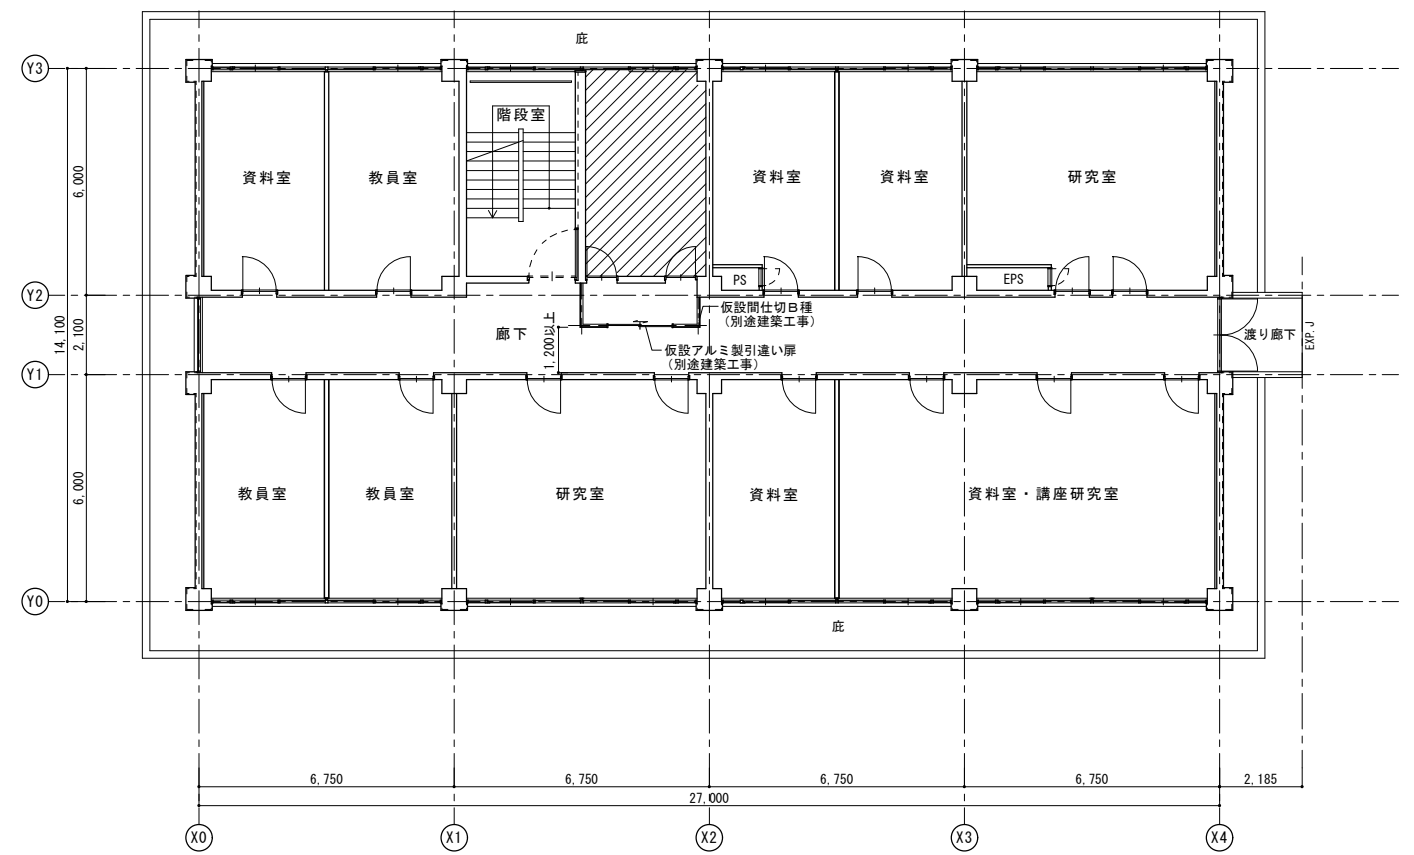 庇
Y3
階段室
6,000
資料室
教員室
資料室
資料室
研究室
PS
EPS
Y2
仮設間仕切B種
(別途建築工事)
14,100
2,100
廊下
1,200以上
仮設アルミ製引違い扉
(別途建築工事)
渡り廊下
EXP.J
Y1
6,000
教員室
教員室
研究室
資料室
資料室・講座研究室
Y0
庇
6,750
6,750
6,750
6,750
2,185
27,000
X0
X1
X2
X3
X4